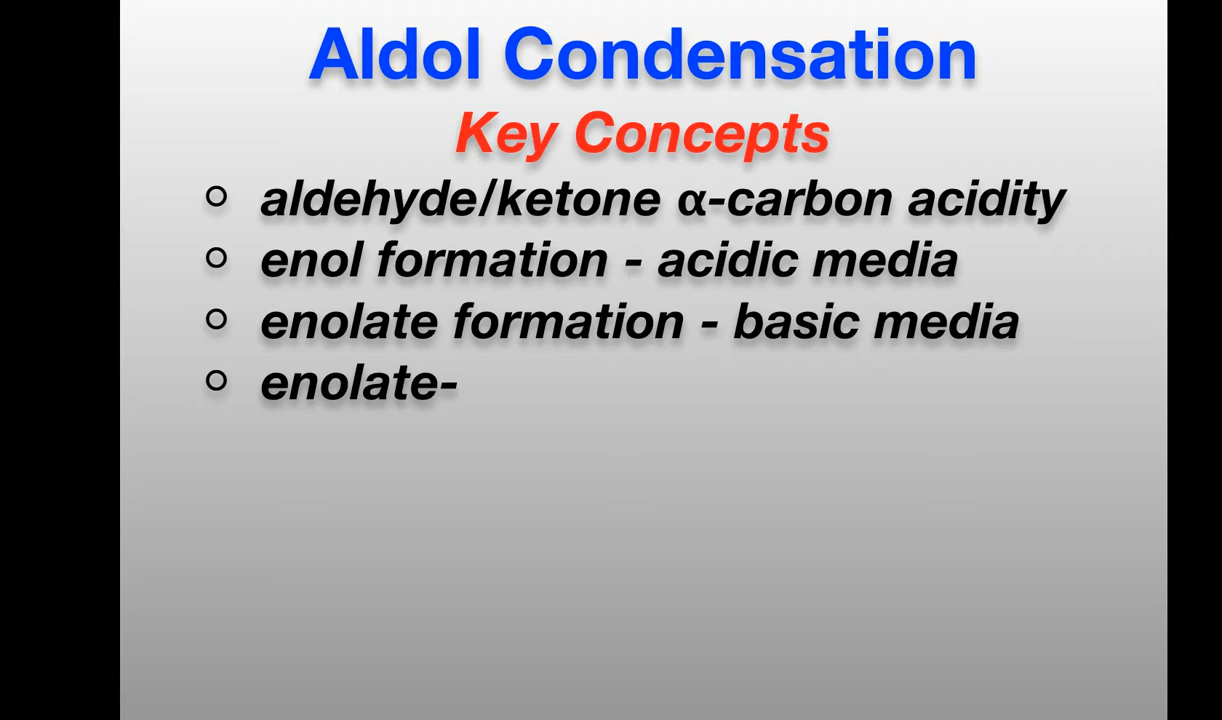 Aldol Condensation
Key Concepts
aldehyde/ketone α-carbon acidity
enol formation - acidic media
enolate formation - basic media
enolate-